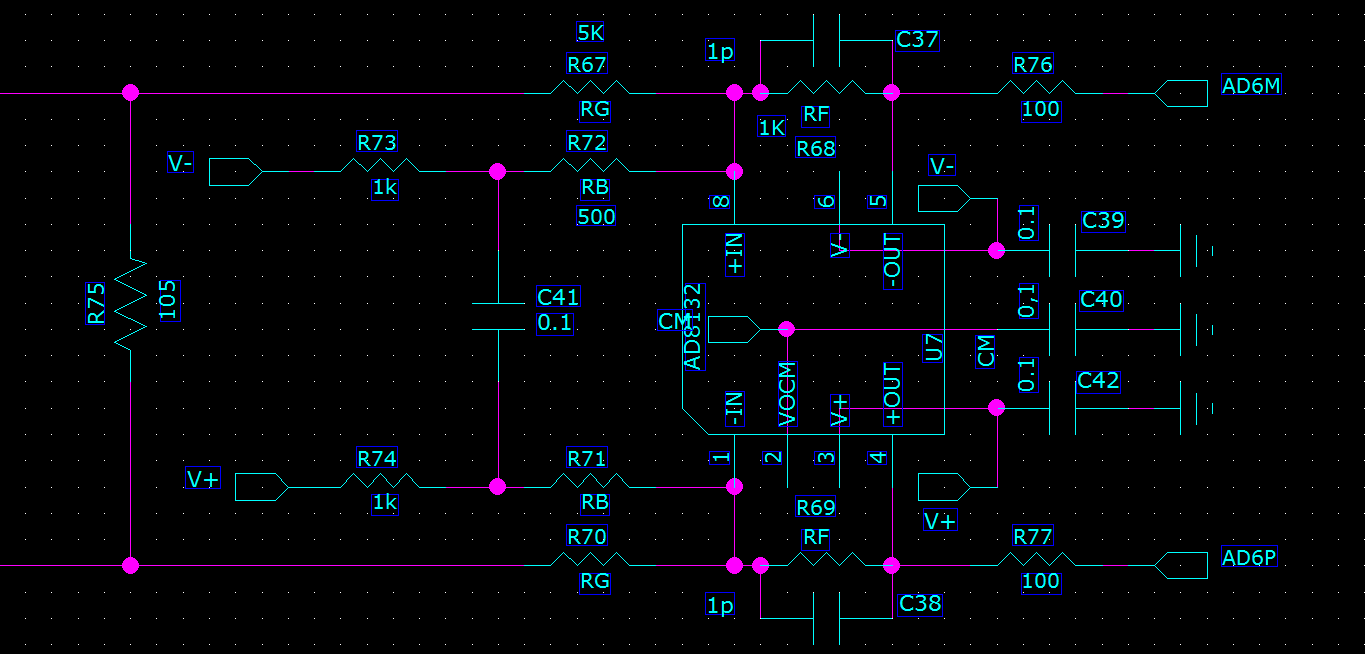 5K
1p
C37
R67
R76
AD6M
RG
100
1K
RF
R73
R72
R68
V-
V-
1k
RB
500
8
6
5
0.1
C39
+IN
V-
-OUT
R75
105
C41
0.1
CM
AD8132
0,1
C40
U7
CM
0.1
C42
-IN
VOCM
V+
+OUT
R74
R71
1
2
3
4
V+
1k
RB
R69
V+
R70
RF
R77
AD6P
RG
100
1p
C38